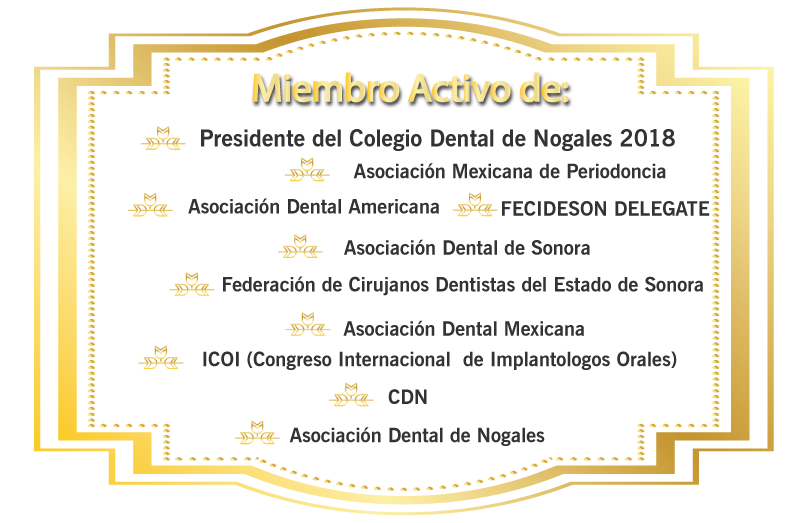 Miembro Activo de:
Presidente del Colegio Dental de Nogales 2018
Asociación Mexicana de Periodoncia
Asociación Dental Americana FECIDESON DELEGATE
Asociación Dental de Sonora
Federación de Cirujanos Dentistas del Estado de Sonora
Asociación Dental Mexicana
ICOI (Congreso Internacional de Implantologos Orales)
CDN
Asociación Dental de Nogales